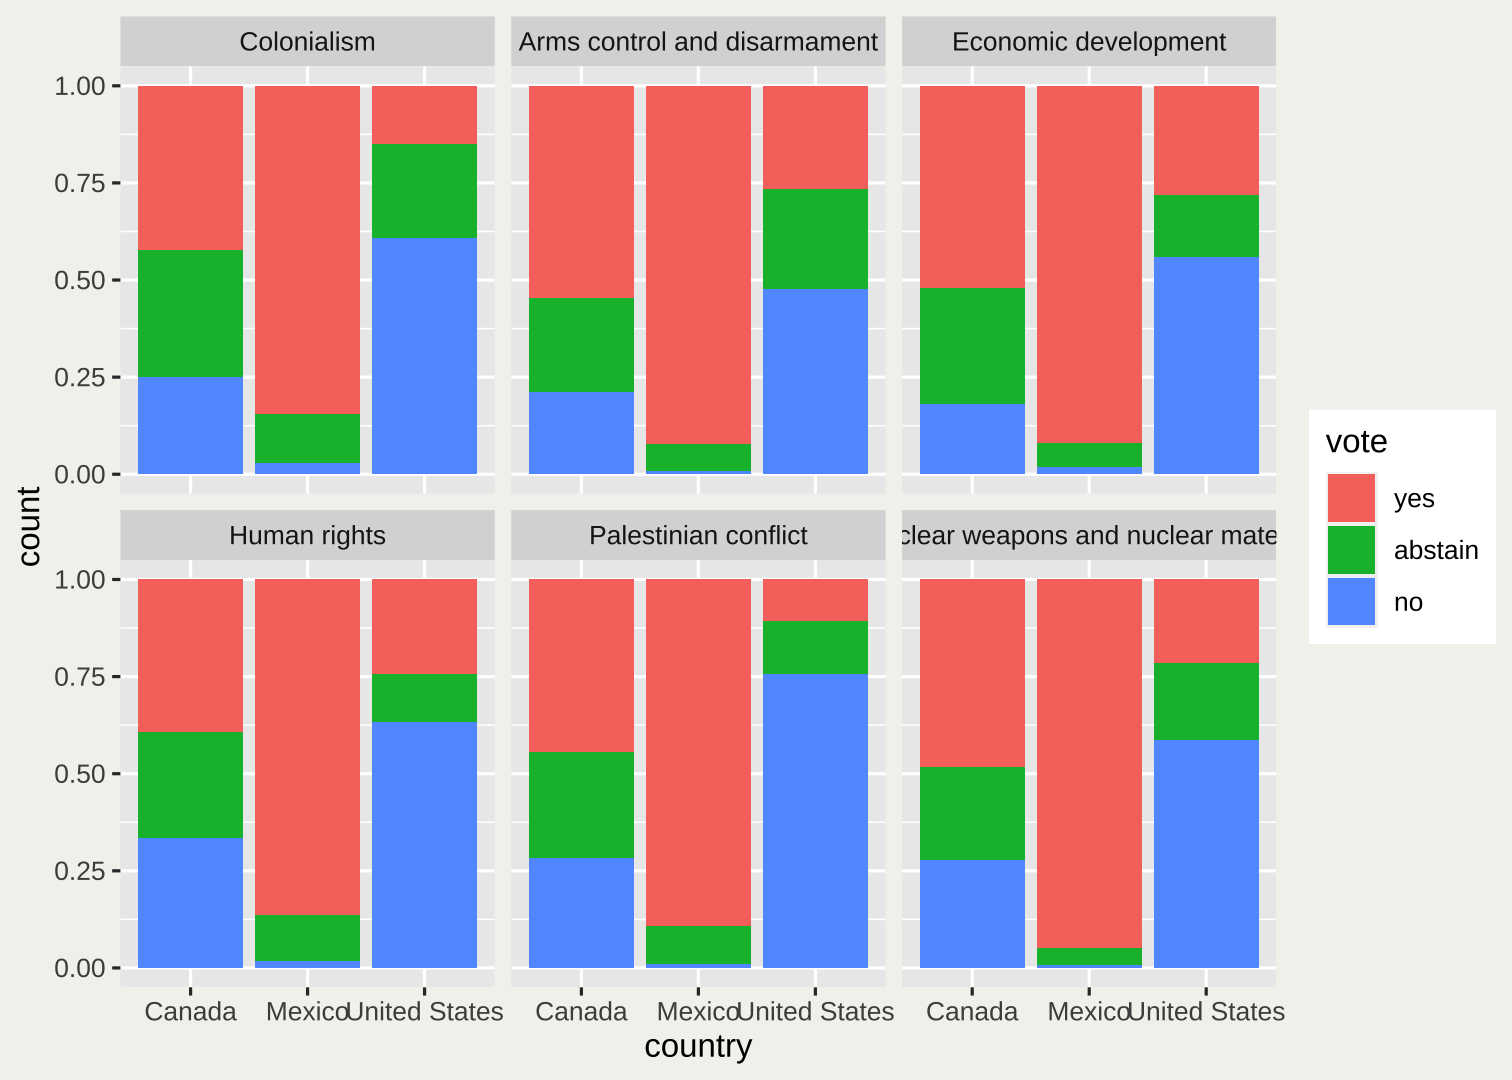 Colonialism
Arms control and disarmament
Economic development
1.00
0.75
0.50
0.25
0.00
Human rights
Palestinian conflict
clear weapons and nuclear mate
1.00
0.75
0.50
0.25
0.00
Canada Mexico United States
Canada Mexico United States
Canada Mexico United States
country
count
vote
yes
abstain
no